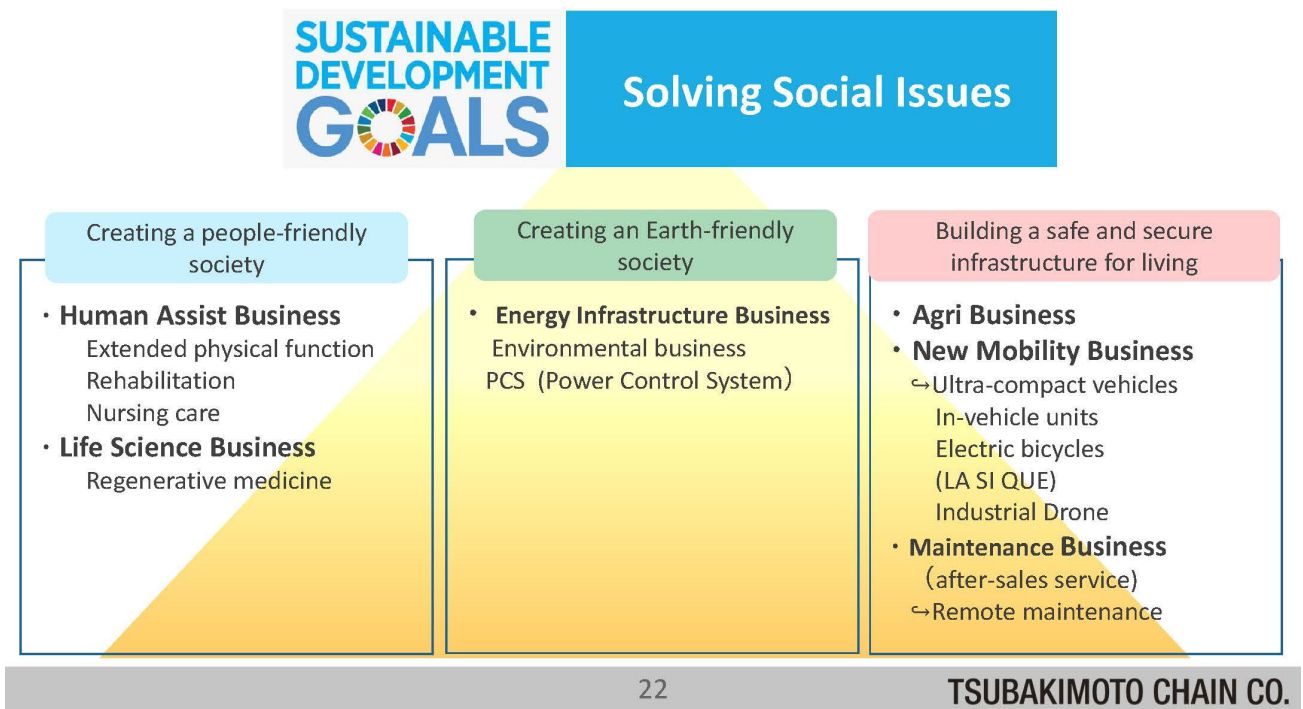 SUSTAINABLE
DEVELOPMENT
GOALS
Solving Social Issues
Creating a people-friendly
society
・Human Assist Business
Extended physical function
Rehabilitation
Nursing care
・Life Science Business
Regenerative medicine
Creating an Earth-friendly
society
・ Energy Infrastructure Business
Environmental business
PCS (Power Control System）
Building a safe and secure
infrastructure for living
・Agri Business
・New Mobility Business
↪Ultra-compact vehicles
In-vehicle units
Electric bicycles
(LA SI QUE)
Industrial Drone
・Maintenance Business
（after-sales service)
↪Remote maintenance
22
TSUBAKIMOTO CHAIN CO.